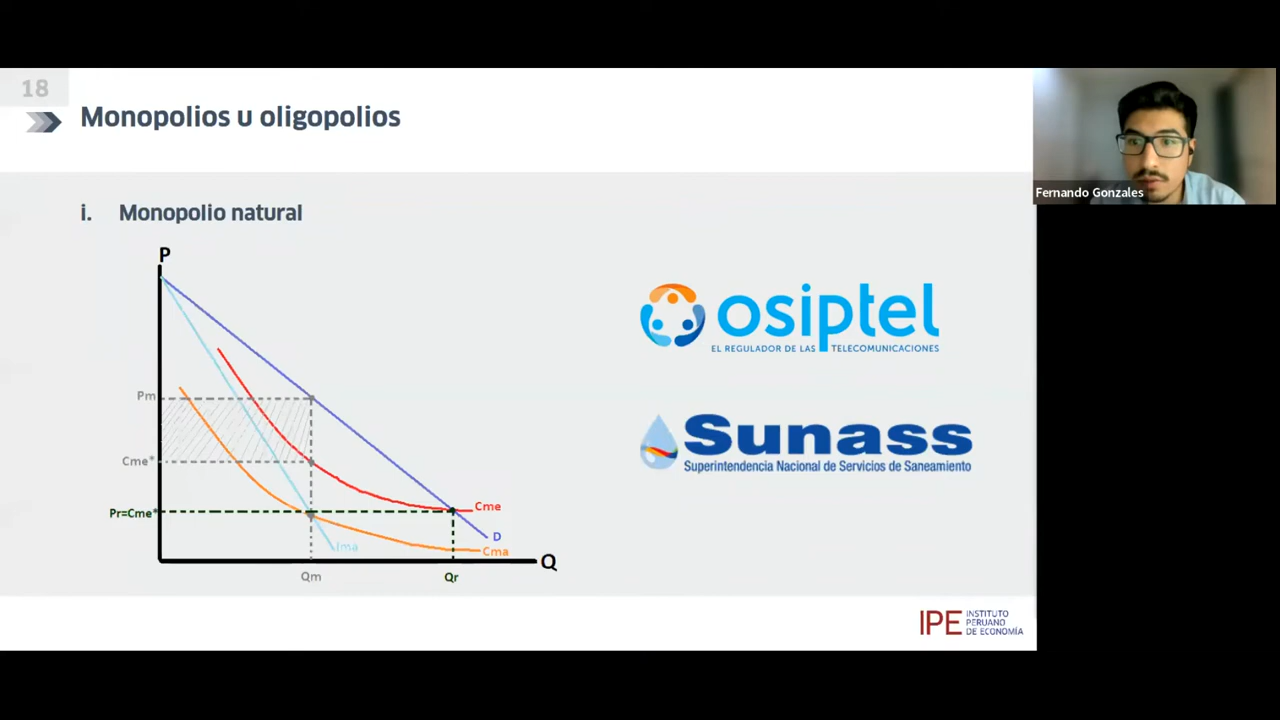 18
Monopolios u oligopolios
Fernando Gonzales
i. Monopolio natural
P
Pm
Cme*
Pr=Cme*
Cme
D
Ima
Cma
Q
Qm
Qr
osiptel
EL REGULADOR DE LAS TELECOMUNICACIONES
Sunass
Superintendencia Nacional de Servicios de Saneamiento
IPE INSTITUTO
PERUANO
DE ECONOMÍA